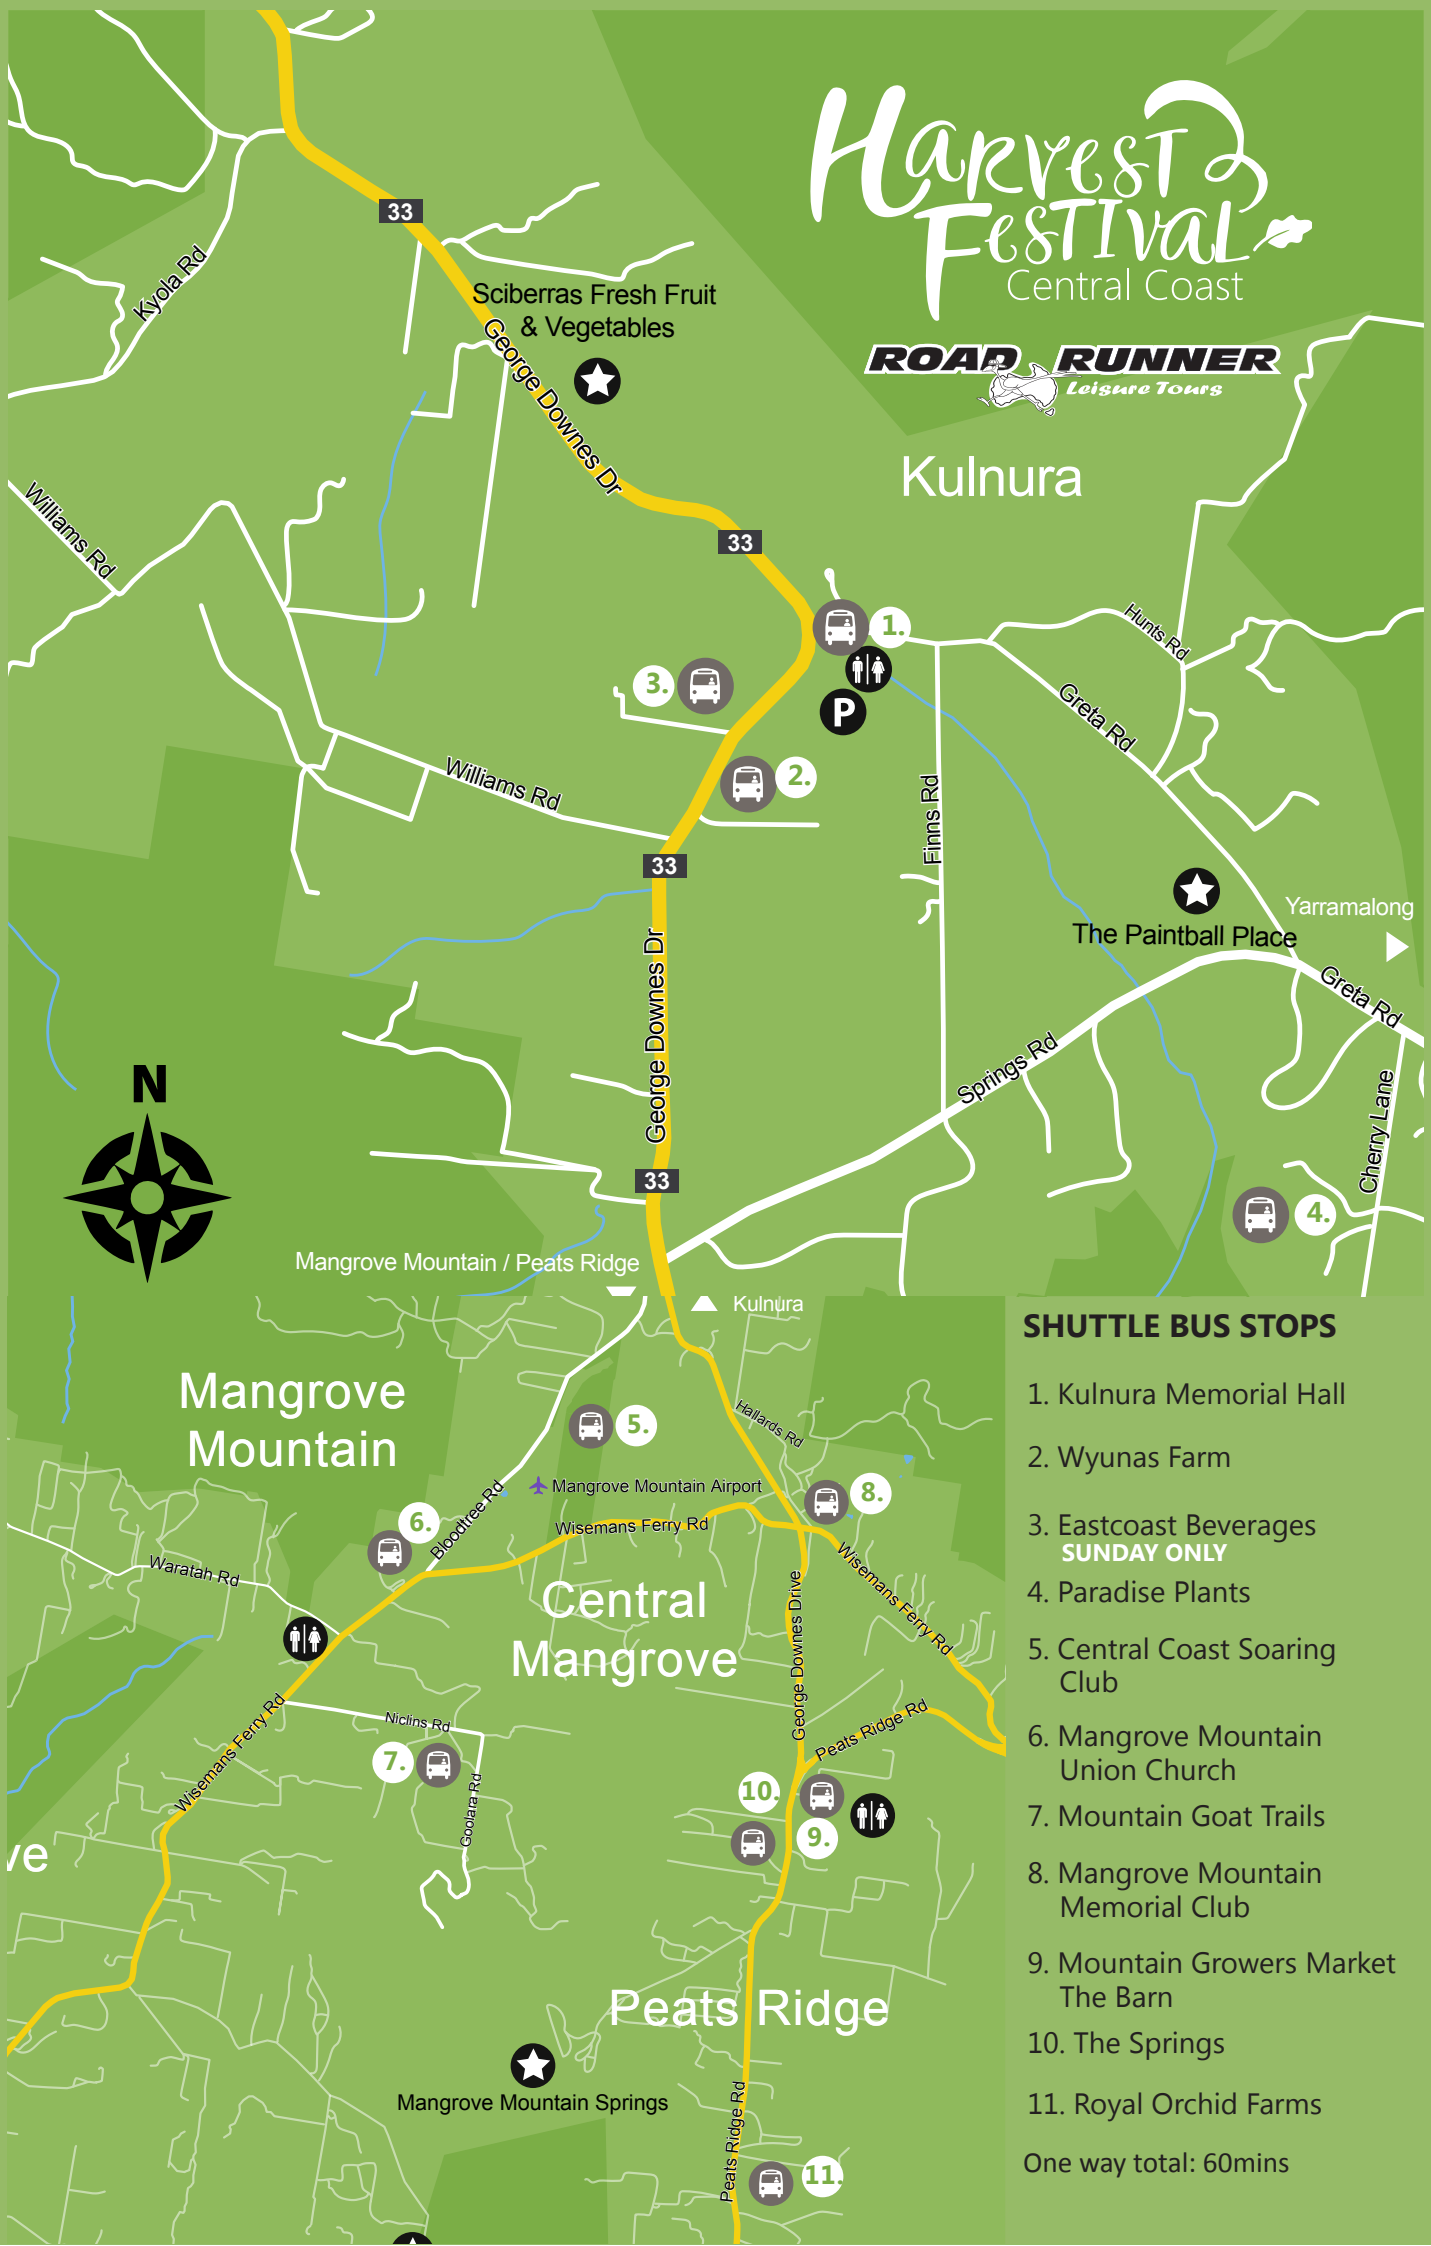 Harvest
Festival
Central Coast
ROAD RUNNER
Leisure Tours
33
Kyola Rd
Sciberras Fresh Fruit
& Vegetables
George Downes Dr
Kulnura
Williams Rd
33
1.
Hunts Rd
3.
P
Greta Rd
2.
Williams Rd
Finns Rd
33
Yarramalong
The Paintball Place
George Downes Dr
Greta Rd
Springs Rd
N
Cherry Lane
33
4.
Mangrove Mountain / Peats Ridge
Kulnura
Mangrove
Mountain
Hallards Rd
5.
Mangrove Mountain Airport
8.
Bloodtree Rd
6.
Wisemans Ferry Rd
Waratah Rd
Wisemans Ferry Rd
Central
Mangrove
George Downes Drive
Wisemans Ferry Rd
Niclins Rd
Peats Ridge Rd
7.
Goolara Rd
10.
9.
ve
Peats Ridge
Mangrove Mountain Springs
Peats Ridge Rd
11.
SHUTTLE BUS STOPS
1. Kulnura Memorial Hall
2. Wyunas Farm
3. Eastcoast Beverages
SUNDAY ONLY
4. Paradise Plants
5. Central Coast Soaring
Club
6. Mangrove Mountain
Union Church
7. Mountain Goat Trails
8. Mangrove Mountain
Memorial Club
9. Mountain Growers Market
The Barn
10. The Springs
11. Royal Orchid Farms
One way total: 60mins